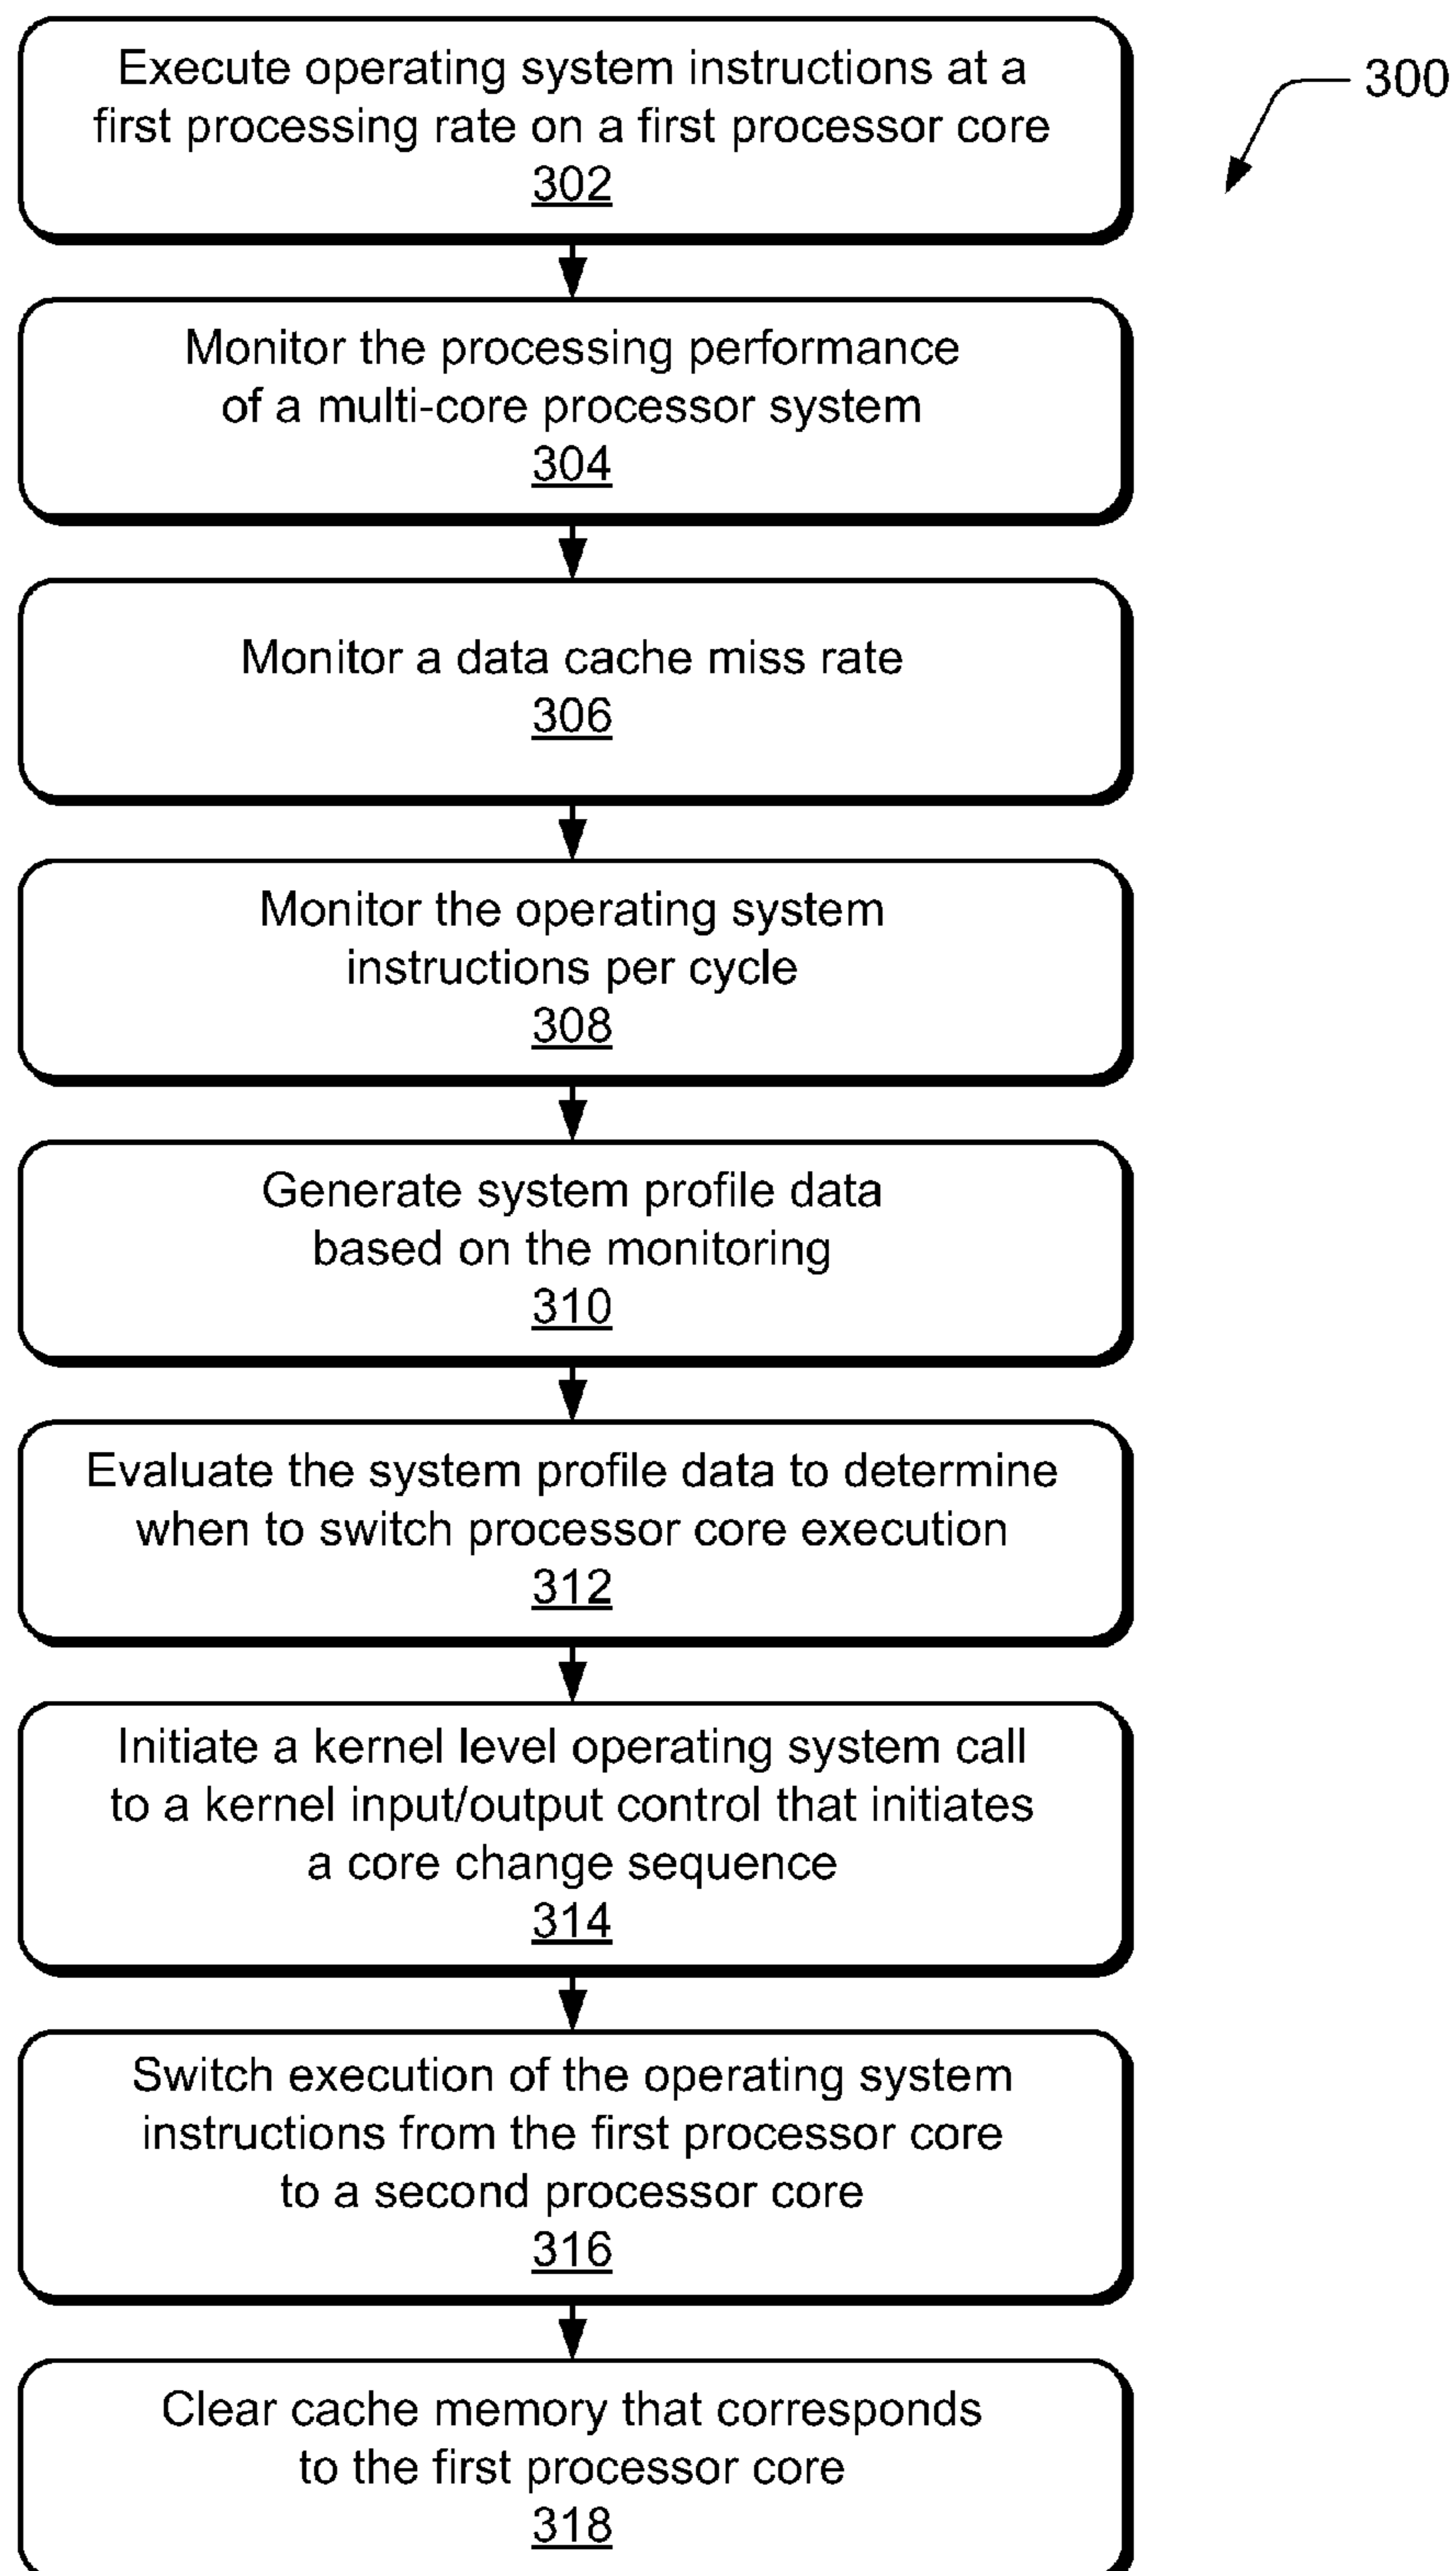 Execute operating system instructions at a
first processing rate on a first processor core
302
300
Monitor the processing performance
of a multi-core processor system
304
Monitor a data cache miss rate
306
Monitor the operating system
instructions per cycle
308
Generate system profile data
based on the monitoring
310
Evaluate the system profile data to determine
when to switch processor core execution
312
Initiate a kernel level operating system call
to a kernel input/output control that initiates
a core change sequence
314
Switch execution of the operating system
instructions from the first processor core
to a second processor core
316
Clear cache memory that corresponds
to the first processor core
318